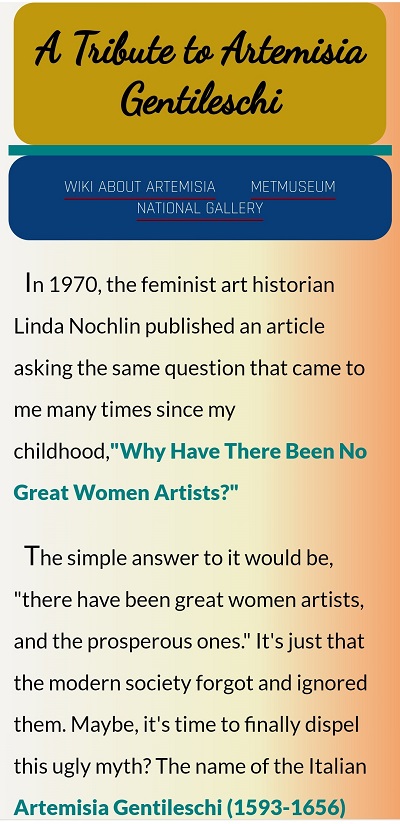 A Tribute to Artemisia
Gentileschi
WIKI ABOUT ARTEMISIA METMUSEUM
NATIONAL GALLERY
In 1970, the feminist art historian
Linda Nochlin published an article
asking the same question that came to
me many times since my
childhood,"Why Have There Been No
Great Women Artists?"
The simple answer to it would be,
"there have been great women artists,
and the prosperous ones." It's just that
the modern society forgot and ignored
them. Maybe, it's time to finally dispel
this ugly myth? The name of the Italian
Artemisia Gentileschi (1593-1656)